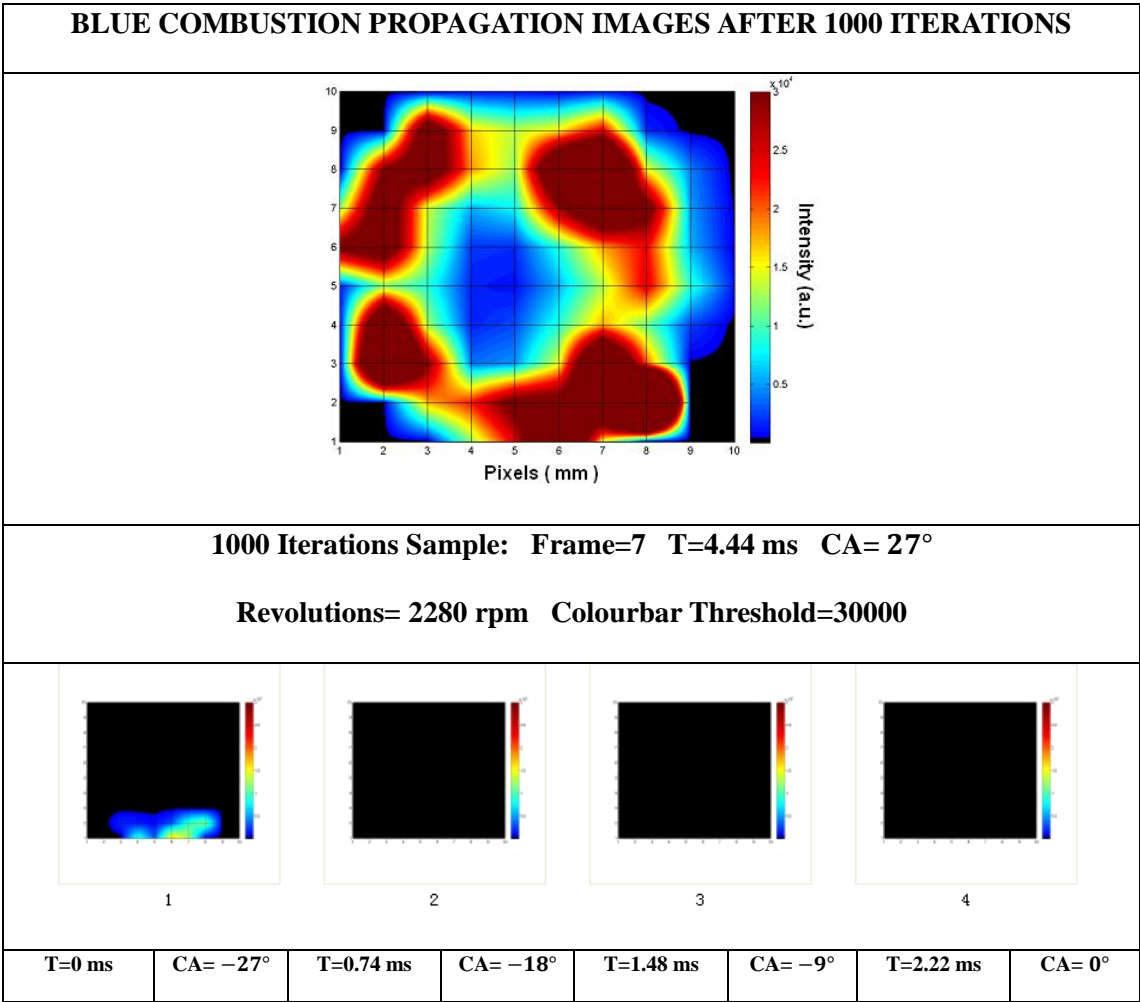 BLUE COMBUSTION PROPAGATION IMAGES AFTER 1000 ITERATIONS
x 10⁴
10
9
8
7
6
5
4
3
2
1
1 2 3 4 5 6 7 8 9 10
Pixels ( mm )
3
2.5
2
1.5
1
0.5
Intensity (a.u.)
1000 Iterations Sample: Frame=7 T=4.44 ms CA= 27°
Revolutions= 2280 rpm Colourbar Threshold=30000
1 2 3 4
T=0 ms CA= −27° T=0.74 ms CA= −18° T=1.48 ms CA= −9° T=2.22 ms CA= 0°